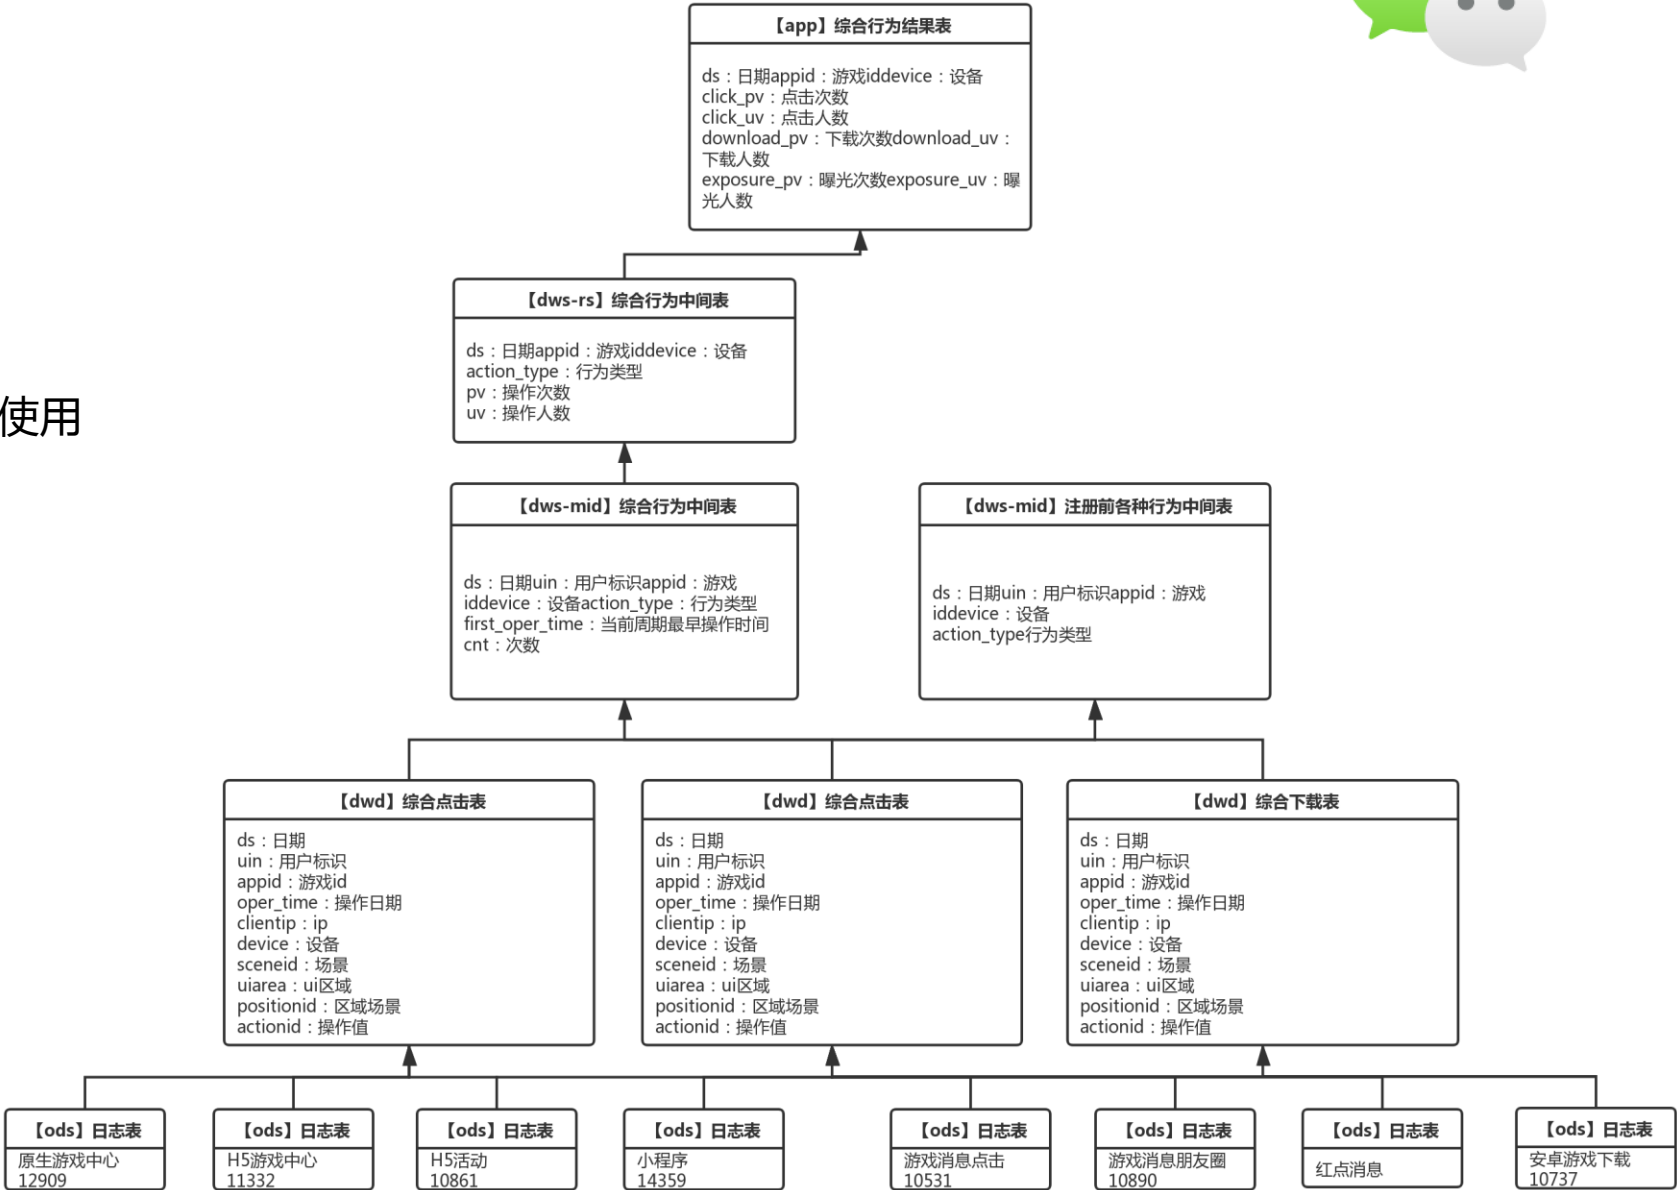 【app】综合行为结果表
ds：日期appid：游戏iddevice：设备
click_pv：点击次数
click_uv：点击人数
download_pv：下载次数download_uv：
下载人数
exposure_pv：曝光次数exposure_uv：曝
光人数
【dws-rs】综合行为中间表
ds：日期appid：游戏iddevice：设备
action_type：行为类型
pv：操作次数
uv：操作人数
使用
【dws-mid】综合行为中间表
ds：日期uin：用户标识appid：游戏
iddevice：设备action_type：行为类型
first_oper_time：当前周期最早操作时间
cnt：次数
【dws-mid】注册前各种行为中间表
ds：日期uin：用户标识appid：游戏
iddevice：设备
action_type行为类型
【dwd】综合点击表
ds：日期
uin：用户标识
appid：游戏id
oper_time：操作日期
clientip：ip
device：设备
sceneid：场景
uiarea：ui区域
positionid：区域场景
actionid：操作值
【dwd】综合点击表
ds：日期
uin：用户标识
appid：游戏id
oper_time：操作日期
clientip：ip
device：设备
sceneid：场景
uiarea：ui区域
positionid：区域场景
actionid：操作值
【dwd】综合下载表
ds：日期
uin：用户标识
appid：游戏id
oper_time：操作日期
clientip：ip
device：设备
sceneid：场景
uiarea：ui区域
positionid：区域场景
actionid：操作值
【ods】日志表
原生游戏中心
12909
【ods】日志表
H5游戏中心
11332
【ods】日志表
H5活动
10861
【ods】日志表
小程序
14359
【ods】日志表
游戏消息点击
10531
【ods】日志表
游戏消息朋友圈
10890
【ods】日志表
红点消息
【ods】日志表
安卓游戏下载
10737